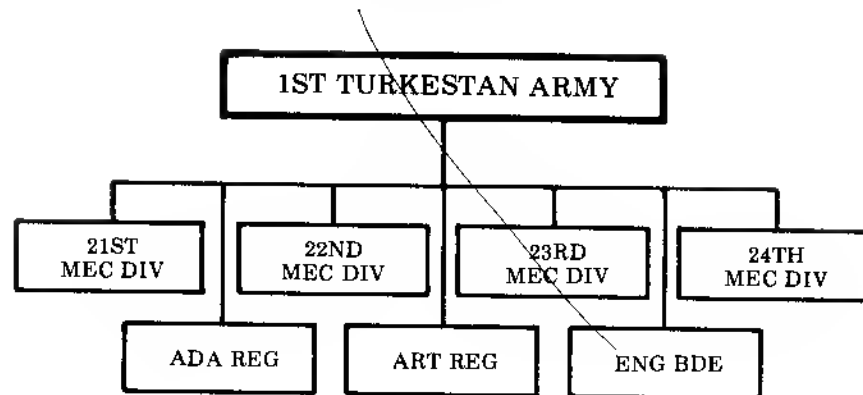 1ST TURKESTAN ARMY
21ST
MEC DIV
22ND
MEC DIV
23RD
MEC DIV
24TH
MEC DIV
ADA REG
ART REG
ENG BDE